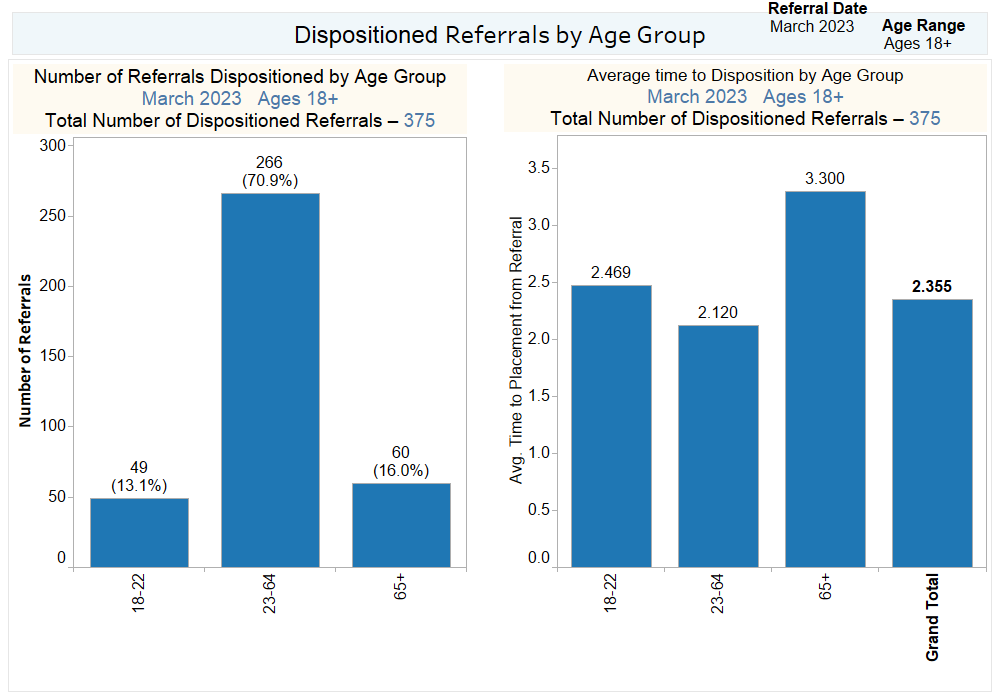 Dispositioned Referrals by Age Group
Referral Date
March 2023
Age Range
Ages 18+
Number of Referrals Dispositioned by Age Group
March 2023 Ages 18+
Total Number of Dispositioned Referrals – 375
Number of Referrals
300
250
200
150
100
50
0
49
(13.1%)
266
(70.9%)
60
(16.0%)
18-22
23-64
65+
Average time to Disposition by Age Group
March 2023 Ages 18+
Total Number of Dispositioned Referrals – 375
Avg. Time to Placement from Referral
3.5
3.0
2.5
2.0
1.5
1.0
0.5
0.0
2.469
2.120
3.300
2.355
18-22
23-64
65+
Grand Total